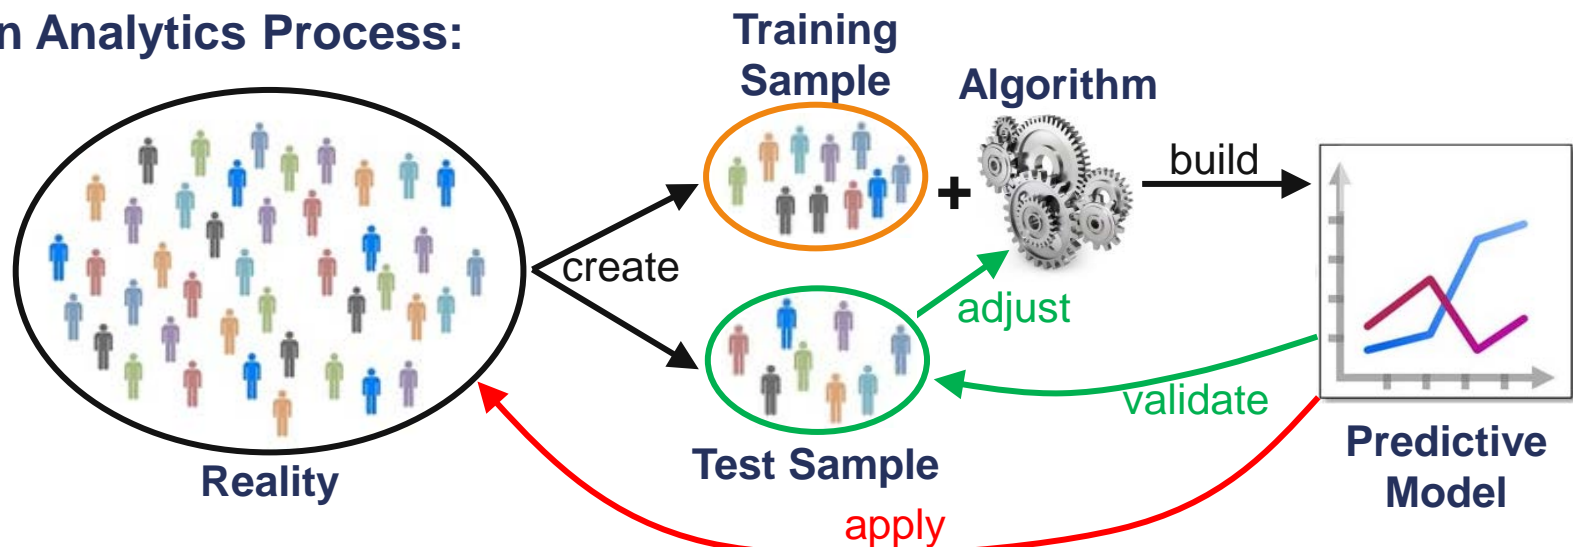 n Analytics Process:
Training
Sample
Algorithm
build
create
adjust
validate
Reality
Test Sample
Predictive
Model
apply